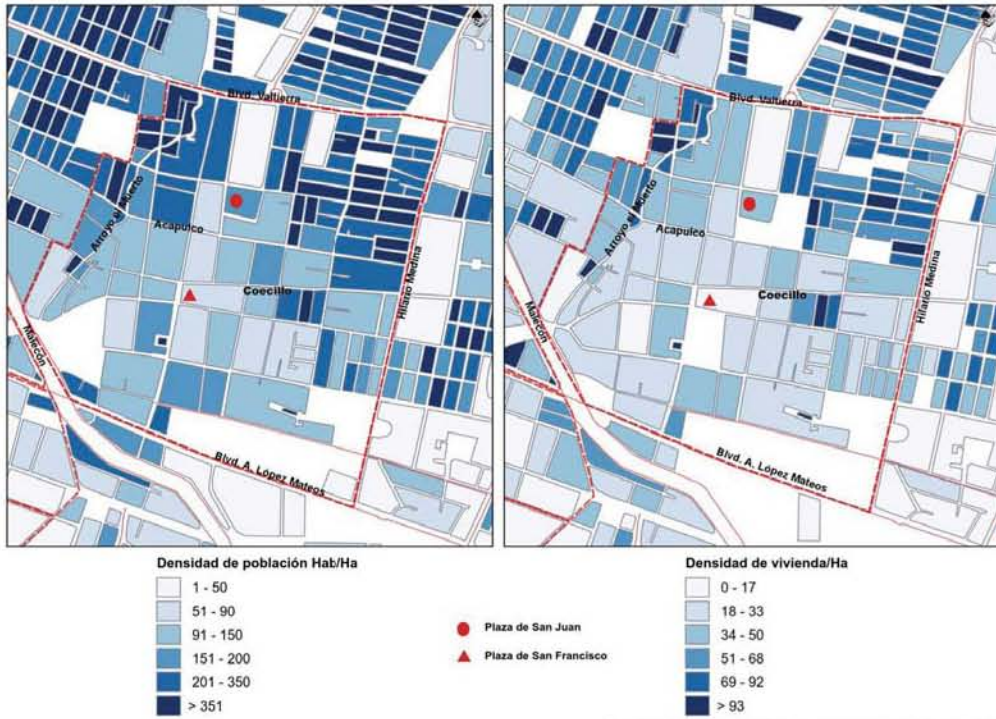 Blvd. Valtierra
Arroyo el Muerto
Acapulco
Coecillo
Hilario Medina
Malecón
Blvd. A. López Mateos
Blvd. Valtierra
Arroyo el Muerto
Acapulco
Coecillo
Hilario Medina
Malecón
Blvd. A. López Mateos
Densidad de población Hab/Ha
1 - 50
51 - 90
91 - 150
151 - 200
201 - 350
> 351
Plaza de San Juan
Plaza de San Francisco
Densidad de vivienda/Ha
0 - 17
18 - 33
34 - 50
51 - 68
69 - 92
> 93